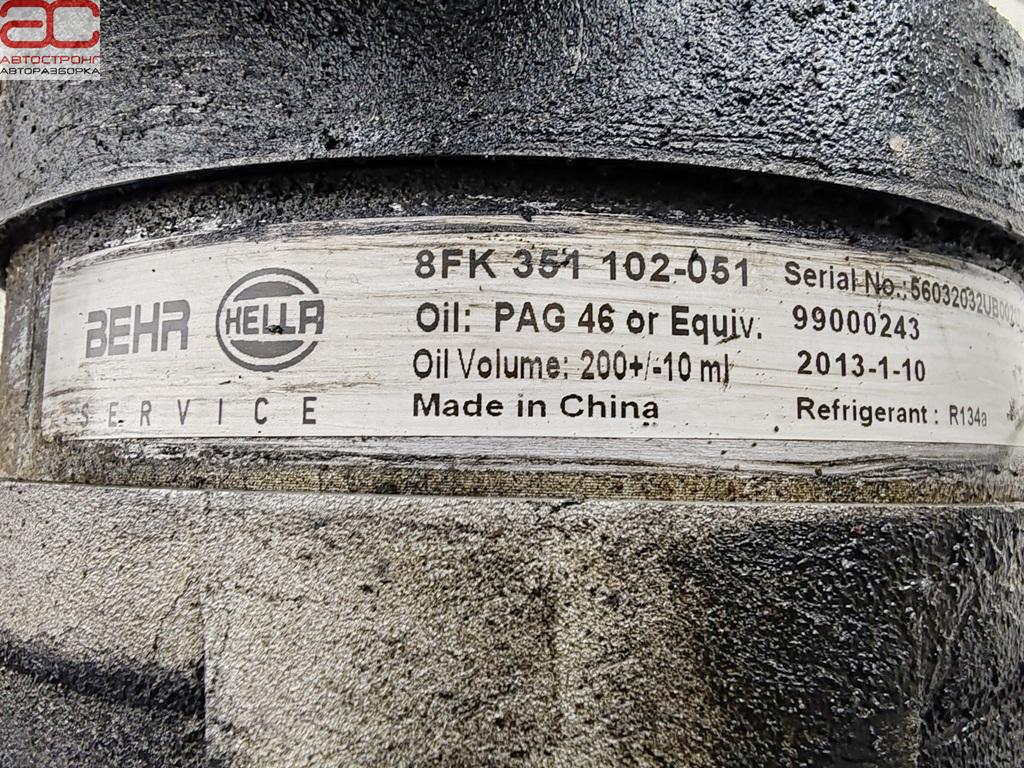 ac
АВТОСТРОНГ
АВТОРАЗБОРКА
BEHR HELLA
SERVICE
8FK 351 102-051
Oil: PAG 46 or Equiv.
Oil Volume: 200+/-10 ml
Made in China
Serial No.:
99000243
2013-1-10
Refrigerant: R134a